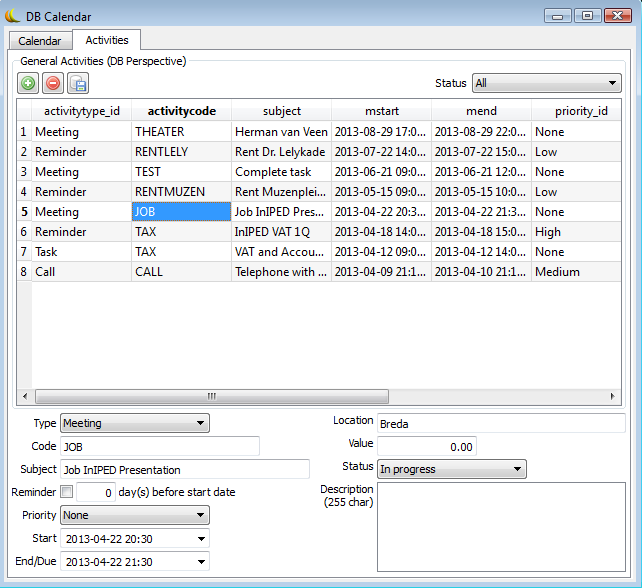 DB Calendar
Calendar Activities
General Activities (DB Perspective)
Status All
activitytype_id activitycode subject mstart mend priority_id
1 Meeting THEATER Herman van Veen 2013-08-29 17:0... 2013-08-29 22:0... None
2 Reminder RENTLELY Rent Dr. Lelykade 2013-07-22 14:0... 2013-07-22 15:0... Low
3 Meeting TEST Complete task 2013-06-21 09:0... 2013-06-21 12:0... None
4 Reminder RENTMUZEN Rent Muzenplei... 2013-05-15 09:0... 2013-05-15 10:0... Low
5 Meeting JOB Job InIPED Pres... 2013-04-22 20:3... 2013-04-22 21:3... None
6 Reminder TAX InIPED VAT 1Q 2013-04-18 14:0... 2013-04-18 15:0... High
7 Task TAX VAT and Accou... 2013-04-12 09:0... 2013-04-12 14:0... None
8 Call CALL Telephone with ... 2013-04-09 21:1... 2013-04-10 21:1... Medium
Type Meeting
Code JOB
Subject Job InIPED Presentation
Reminder 0 day(s) before start date
Priority None
Start 2013-04-22 20:30
End/Due 2013-04-22 21:30
Location Breda
Value 0.00
Status In progress
Description
(255 char)